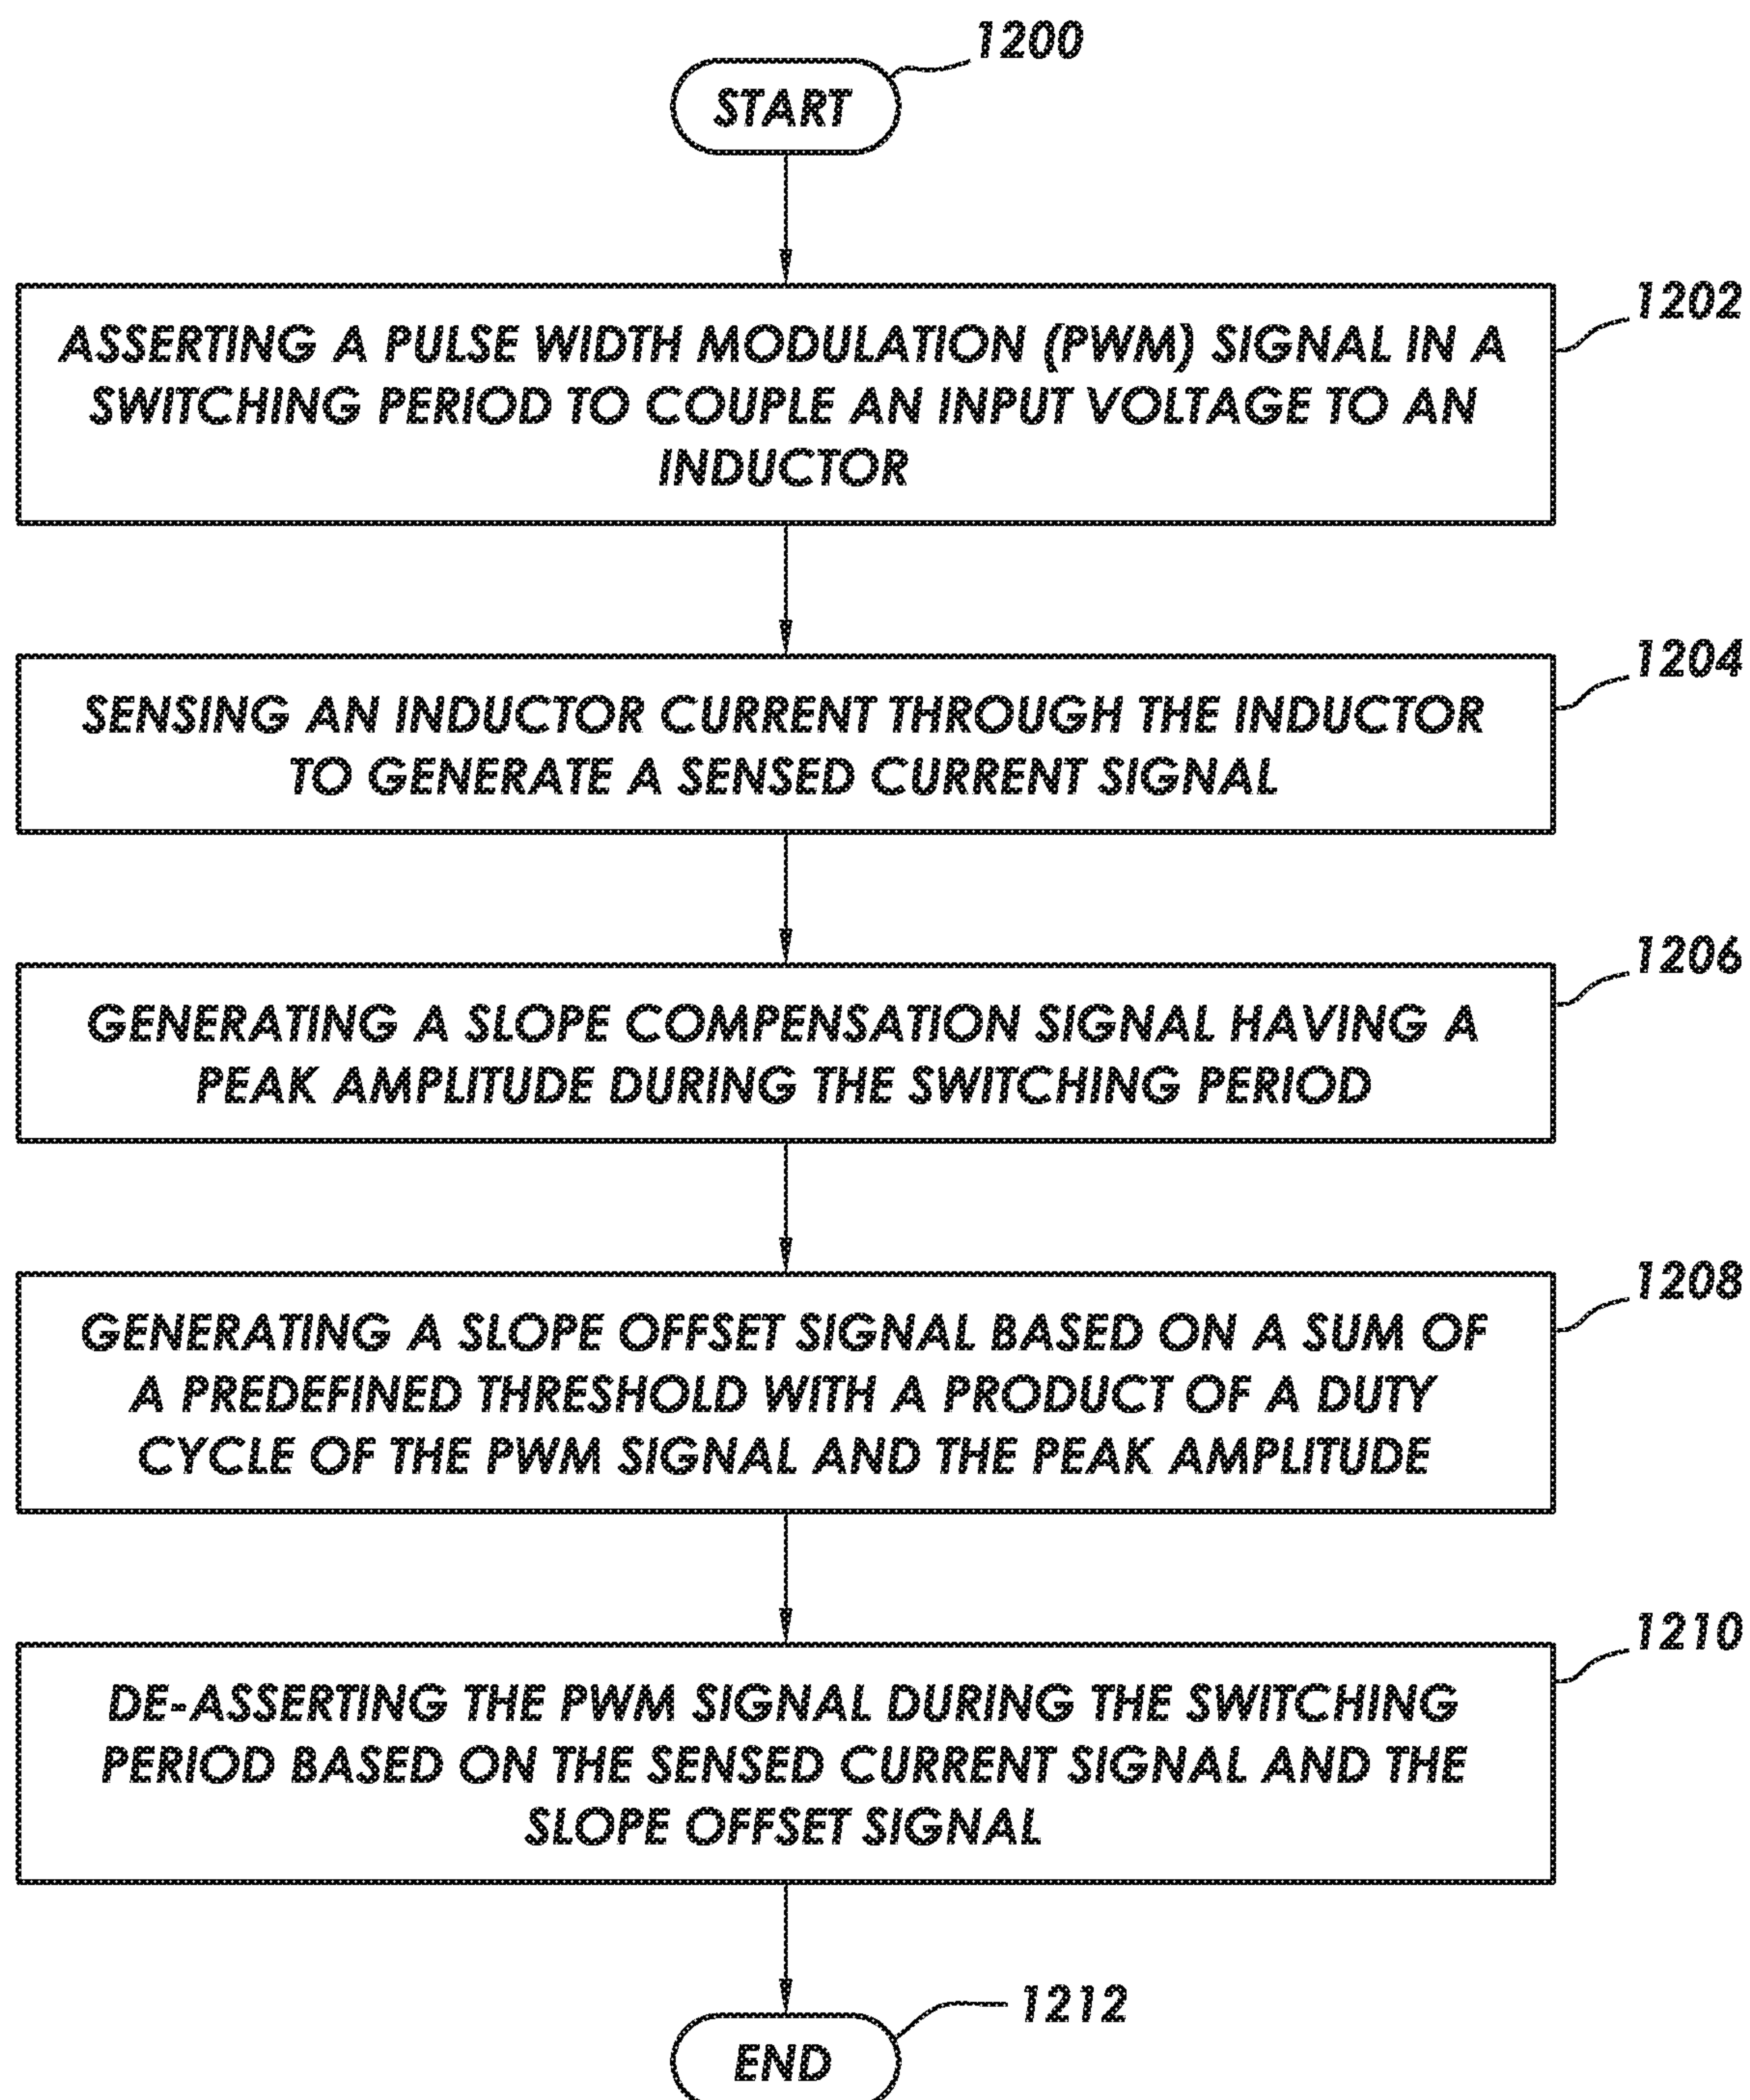 1200
START
1202
ASSERTING A PULSE WIDTH MODULATION (PWM) SIGNAL IN A
SWITCHING PERIOD TO COUPLE AN INPUT VOLTAGE TO AN
INDUCTOR
1204
SENSING AN INDUCTOR CURRENT THROUGH THE INDUCTOR
TO GENERATE A SENSED CURRENT SIGNAL
1206
GENERATING A SLOPE COMPENSATION SIGNAL HAVING A
PEAK AMPLITUDE DURING THE SWITCHING PERIOD
1208
GENERATING A SLOPE OFFSET SIGNAL BASED ON A SUM OF
A PREDEFINED THRESHOLD WITH A PRODUCT OF A DUTY
CYCLE OF THE PWM SIGNAL AND THE PEAK AMPLITUDE
1210
DE-ASSERTING THE PWM SIGNAL DURING THE SWITCHING
PERIOD BASED ON THE SENSED CURRENT SIGNAL AND THE
SLOPE OFFSET SIGNAL
1212
END